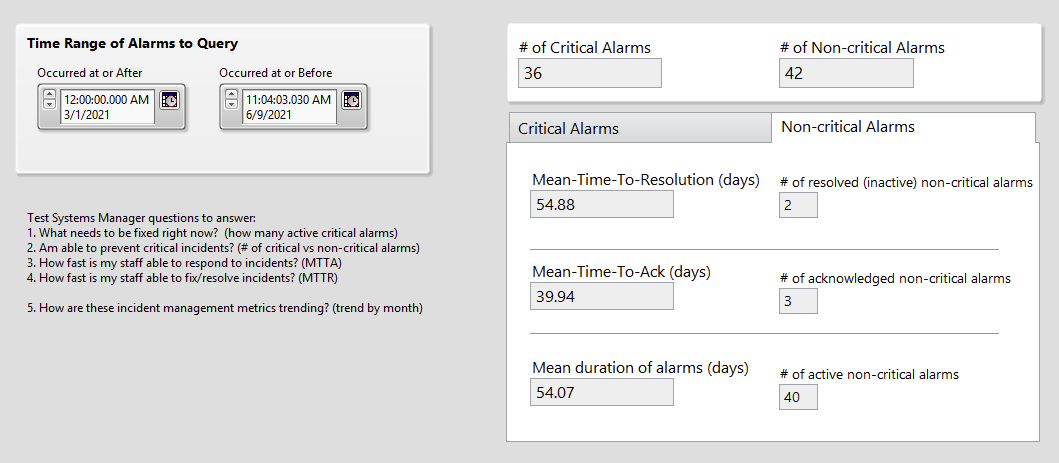 Time Range of Alarms to Query
Occurred at or After
Occurred at or Before
12:00:00.000 AM
3/1/2021
11:04:03.030 AM
6/9/2021
Test Systems Manager questions to answer:
1. What needs to be fixed right now?  (how many active critical alarms)
2. Am able to prevent critical incidents? (# of critical vs non-critical alarms)
3. How fast is my staff able to respond to incidents? (MTTA)
4. How fast is my staff able to fix/resolve incidents? (MTTR)
5. How are these incident management metrics trending? (trend by month)
# of Critical Alarms
# of Non-critical Alarms
36
42
Critical Alarms
Non-critical Alarms
Mean-Time-To-Resolution (days)
# of resolved (inactive) non-critical alarms
54.88
2
Mean-Time-To-Ack (days)
# of acknowledged non-critical alarms
39.94
3
Mean duration of alarms (days)
# of active non-critical alarms
54.07
40